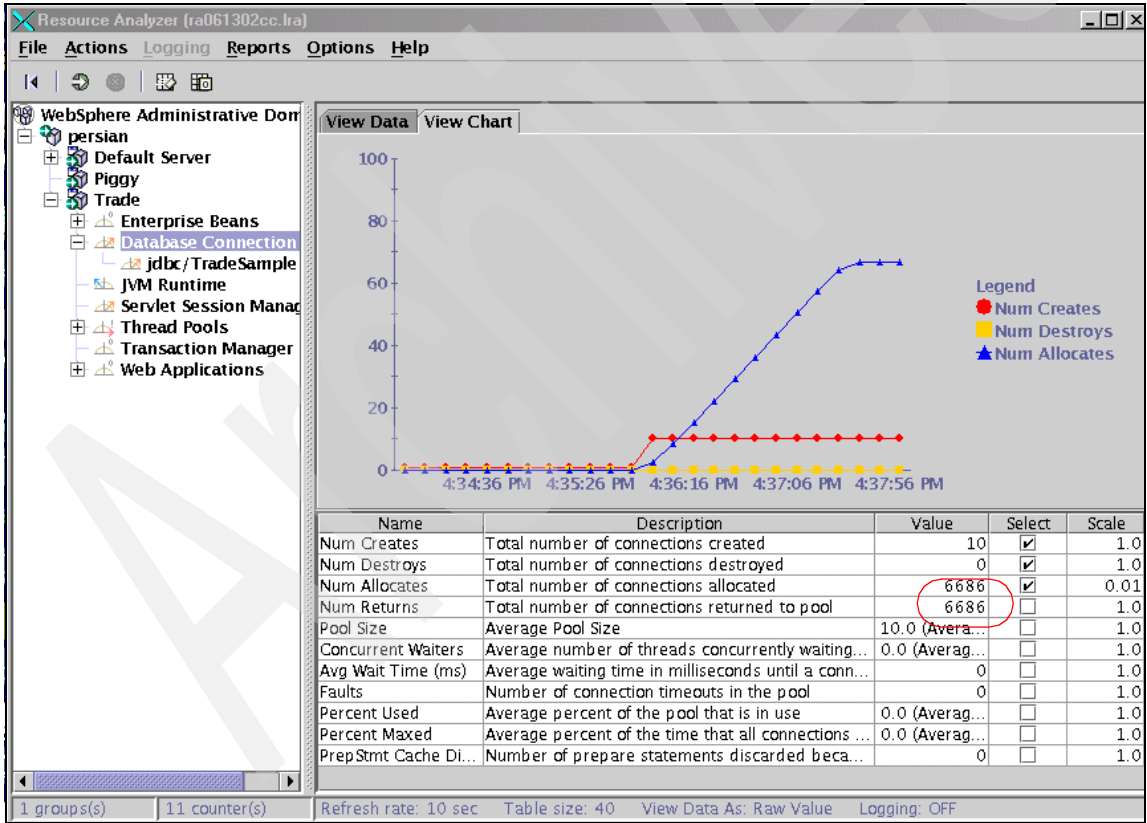 Resource Analyzer (ra061302cc.lra)
File Actions Logging Reports Options Help
WebSphere Administrative Dom
persian
Default Server
Piggy
Trade
Enterprise Beans
Database Connection
jdbc/TradeSample
JVM Runtime
Servlet Session Manag
Thread Pools
Transaction Manager
Web Applications
View Data View Chart
100
80
60
40
20
0
4:34:36 PM 4:35:26 PM 4:36:16 PM 4:37:06 PM 4:37:56 PM
Legend
Num Creates
Num Destroys
Num Allocates
Name Description Value Select Scale
Num Creates Total number of connections created 10 1.0
Num Destroys Total number of connections destroyed 0 1.0
Num Allocates Total number of connections allocated 6686 0.01
Num Returns Total number of connections returned to pool 6686 1.0
Pool Size Average Pool Size 10.0 (Avera... 1.0
Concurrent Waiters Average number of threads concurrently waiting... 0.0 (Averag... 1.0
Avg Wait Time (ms) Average waiting time in milliseconds until a conn... 0 1.0
Faults Number of connection timeouts in the pool 0 1.0
Percent Used Average percent of the pool that is in use 0.0 (Averag... 1.0
Percent Maxed Average percent of the time that all connections ... 0.0 (Averag... 1.0
PrepStmt Cache Di... Number of prepare statements discarded beca... 0 1.0
1 groups(s) 11 counter(s) Refresh rate: 10 sec Table size: 40 View Data As: Raw Value Logging: OFF
Archive